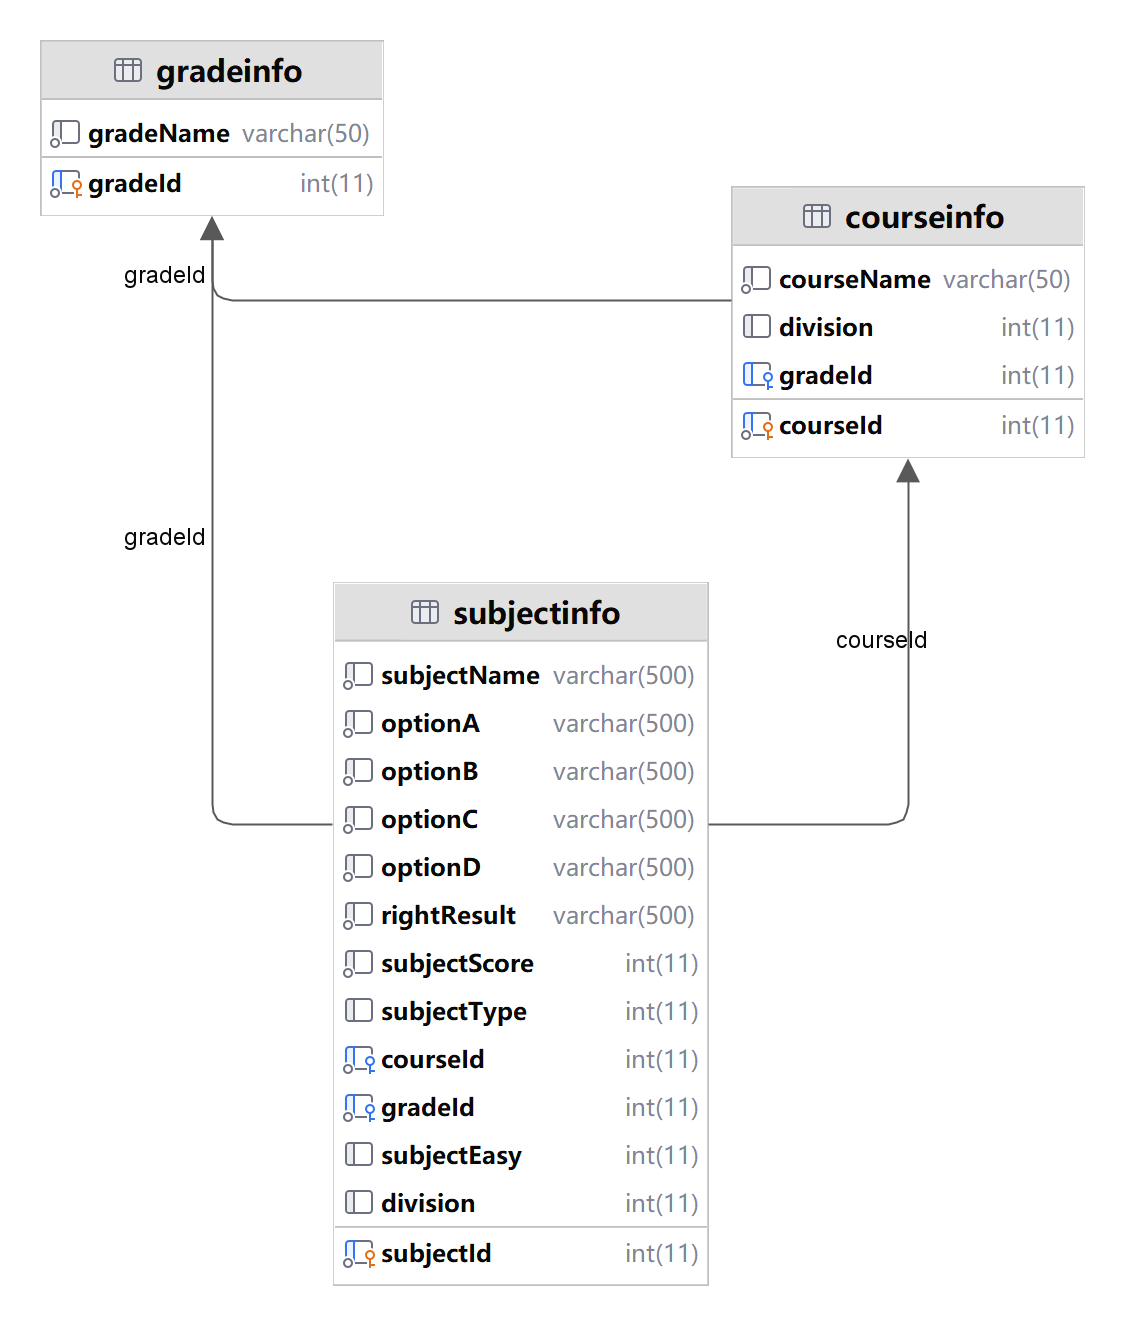 gradeinfo
gradeName varchar(50)
gradeId int(11)
courseinfo
courseName varchar(50)
division int(11)
gradeId int(11)
courseId int(11)
gradeId
gradeId
courseId
subjectinfo
subjectName varchar(500)
optionA varchar(500)
optionB varchar(500)
optionC varchar(500)
optionD varchar(500)
rightResult varchar(500)
subjectScore int(11)
subjectType int(11)
courseId int(11)
gradeId int(11)
subjectEasy int(11)
division int(11)
subjectId int(11)